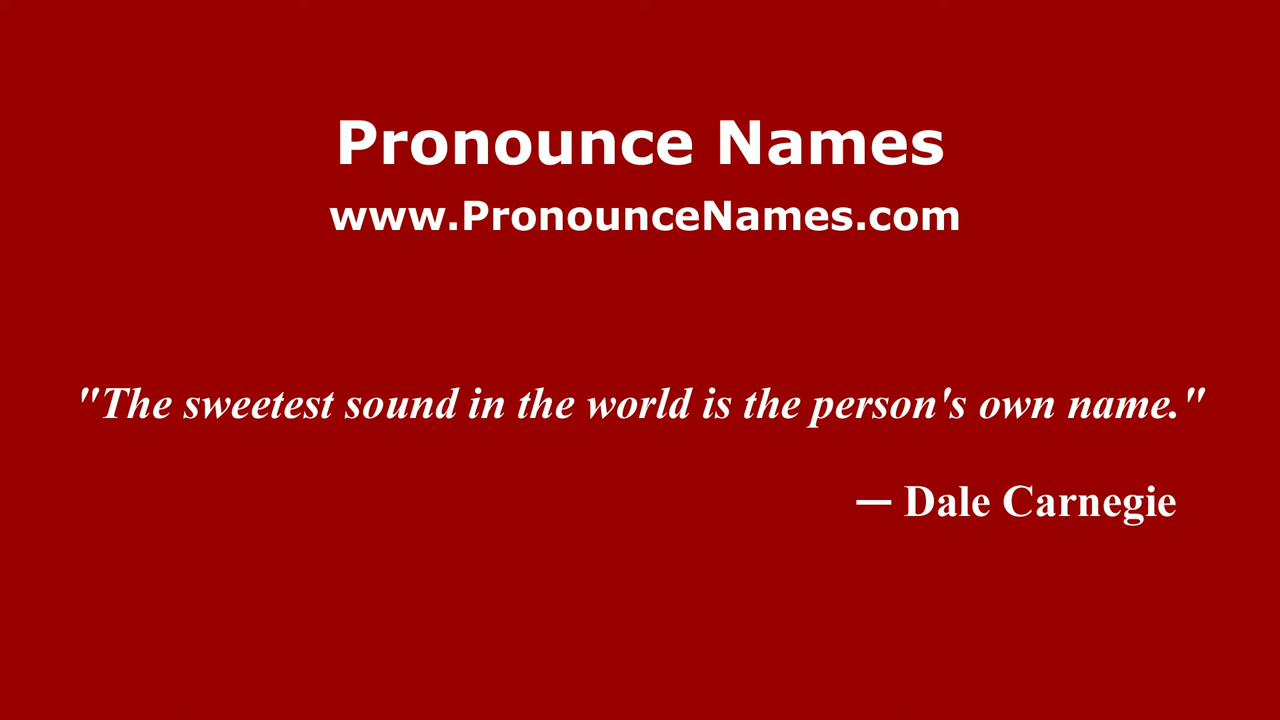 Pronounce Names
www.PronounceNames.com
"The sweetest sound in the world is the person's own name."
— Dale Carnegie